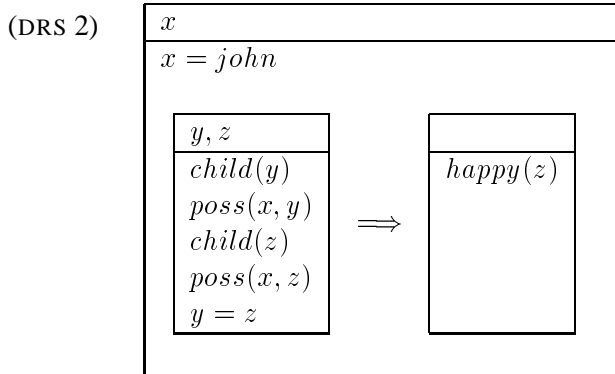 (DRS 2)
x
x = john
y, z
child(y)
poss(x, y)
child(z)
poss(x, z)
y = z
⟹
happy(z)